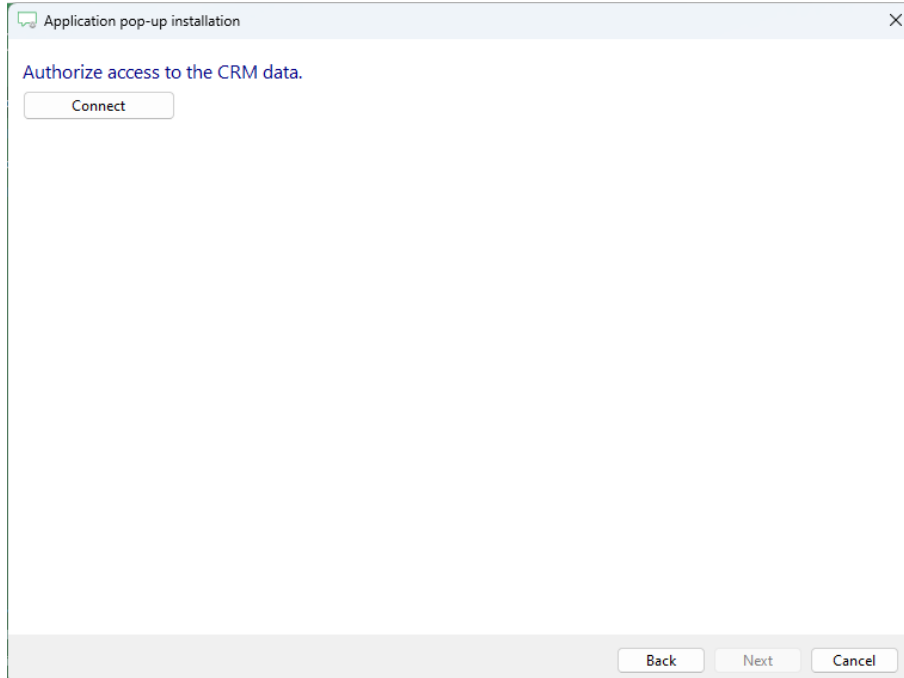 Application pop-up installation
Authorize access to the CRM data.
Connect
Back Next Cancel